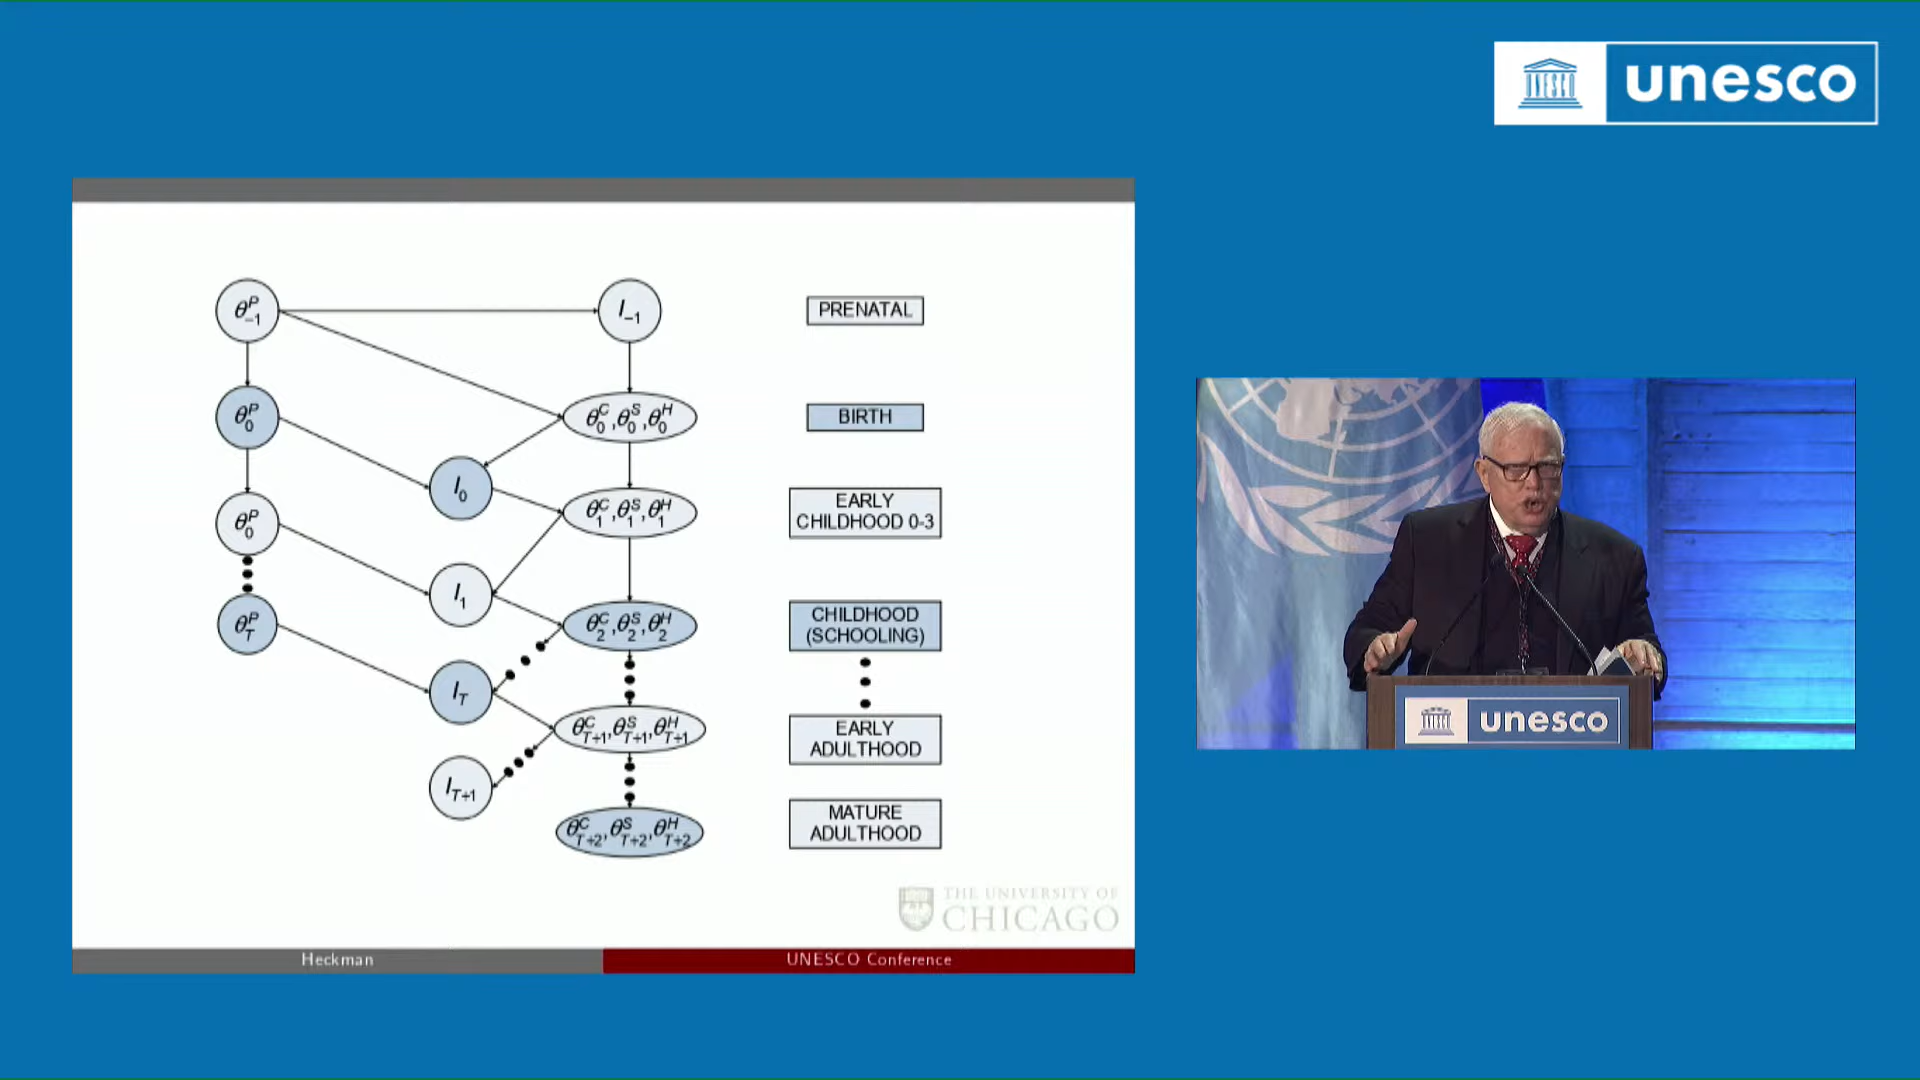 UNESCO
unesco
θ^P_−1
I_−1
PRENATAL
θ^P_0
θ^C_0,θ^S_0,θ^H_0
BIRTH
I_0
θ^P_0
θ^C_1,θ^S_1,θ^H_1
EARLY
CHILDHOOD 0-3
I_1
θ^P_T
θ^C_2,θ^S_2,θ^H_2
CHILDHOOD
(SCHOOLING)
I_T
θ^C_T+1,θ^S_T+1,θ^H_T+1
EARLY
ADULTHOOD
I_T+1
θ^C_T+2,θ^S_T+2,θ^H_T+2
MATURE
ADULTHOOD
THE UNIVERSITY OF
CHICAGO
Heckman
UNESCO Conference
unesco